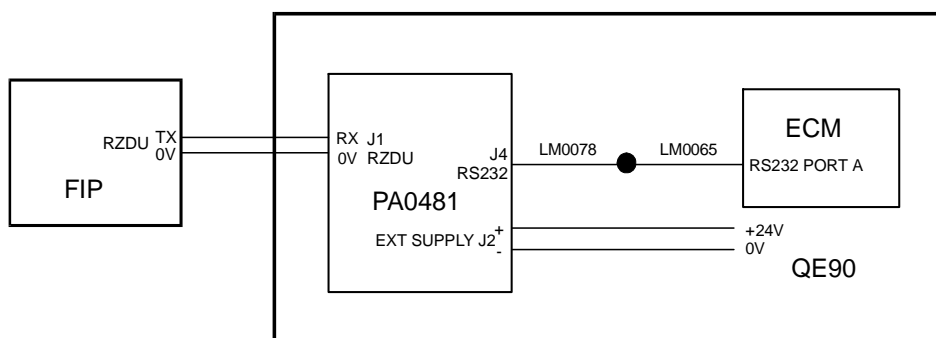 RZDU TX
0V
FIP
RX J1
0V RZDU
J4
RS232
PA0481
EXT SUPPLY J2 +
-
LM0078
LM0065
ECM
RS232 PORT A
+24V
0V
QE90